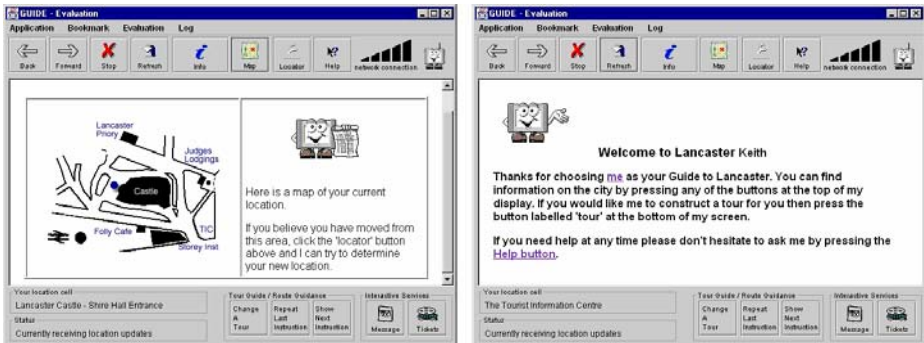 GUIDE - Evaluation
Application Bookmark Evaluation Log
Back Forward Stop Refresh Info Map Locator Help network connection
Lancaster
Priory
Judges
Lodgings
Castle
Folly Cafe
TIC
Storey Inst
Here is a map of your current
location.
If you believe you have moved from
this area, click the 'locator' button
above and I can try to determine
your new location.
Your location cell
Lancaster Castle - Shire Hall Entrance
Status
Currently receiving location updates
Tour Guide / Route Guidance
Change
A
Tour
Repeat
Last
Instruction
Show
Next
Instruction
Interactive Services
Message
Tickets
GUIDE - Evaluation
Application Bookmark Evaluation Log
Back Forward Stop Refresh Info Map Locator Help network connection
Welcome to Lancaster Keith
Thanks for choosing me as your Guide to Lancaster. You can find
information on the city by pressing any of the buttons at the top of my
display. If you would like me to construct a tour for you then press the
button labelled 'tour' at the bottom of my screen.
If you need help at any time please don't hesitate to ask me by pressing the
Help button.
Your location cell
The Tourist Information Centre
Status
Currently receiving location updates
Tour Guide / Route Guidance
Change
A
Tour
Repeat
Last
Instruction
Show
Next
Instruction
Interactive Services
Message
Tickets